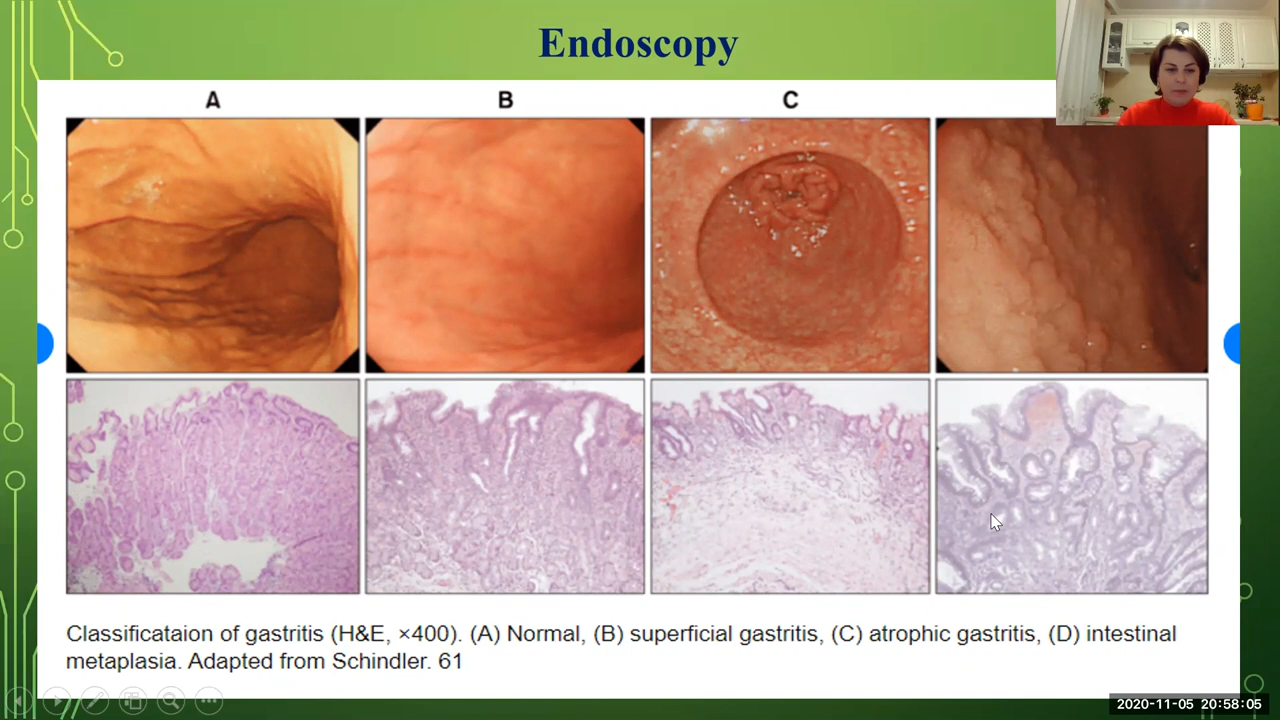 Endoscopy
A B C
Classificataion of gastritis (H&E, ×400). (A) Normal, (B) superficial gastritis, (C) atrophic gastritis, (D) intestinal
metaplasia. Adapted from Schindler. 61
2020-11-05 20:58:05